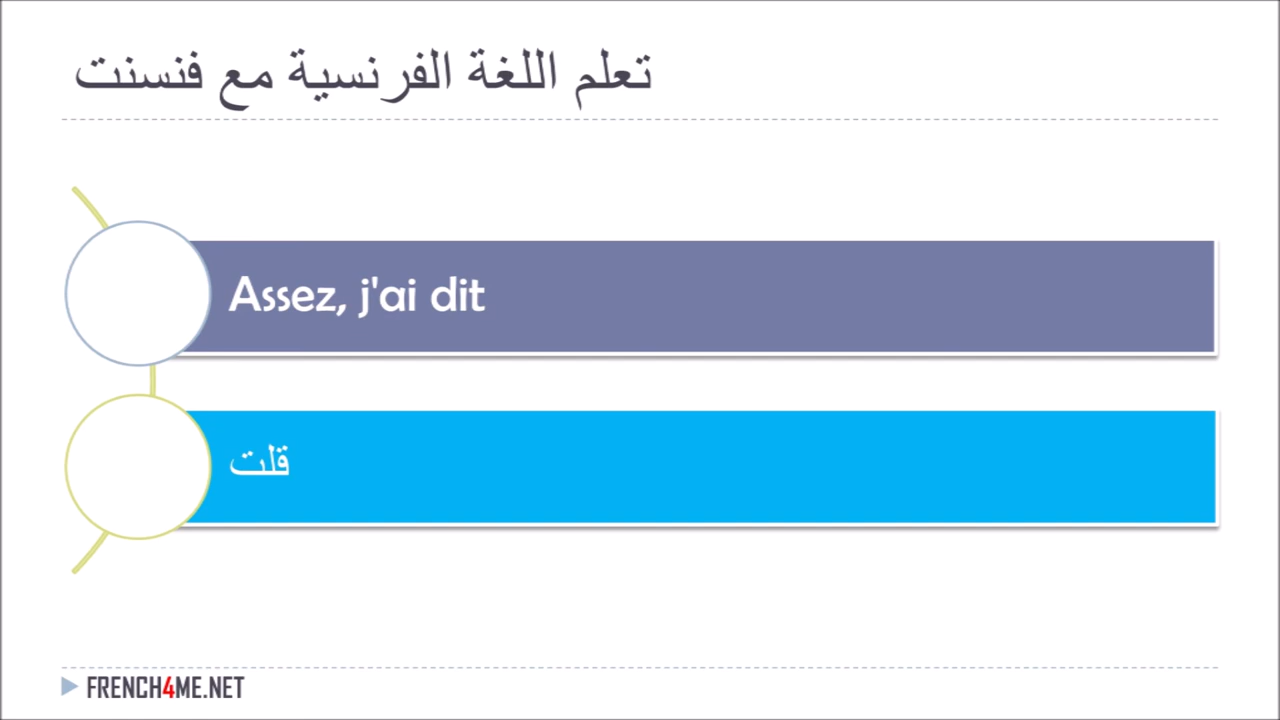 تعلم اللغة الفرنسية مع فنسنت
Assez, j'ai dit
قلت
FRENCH4ME.NET